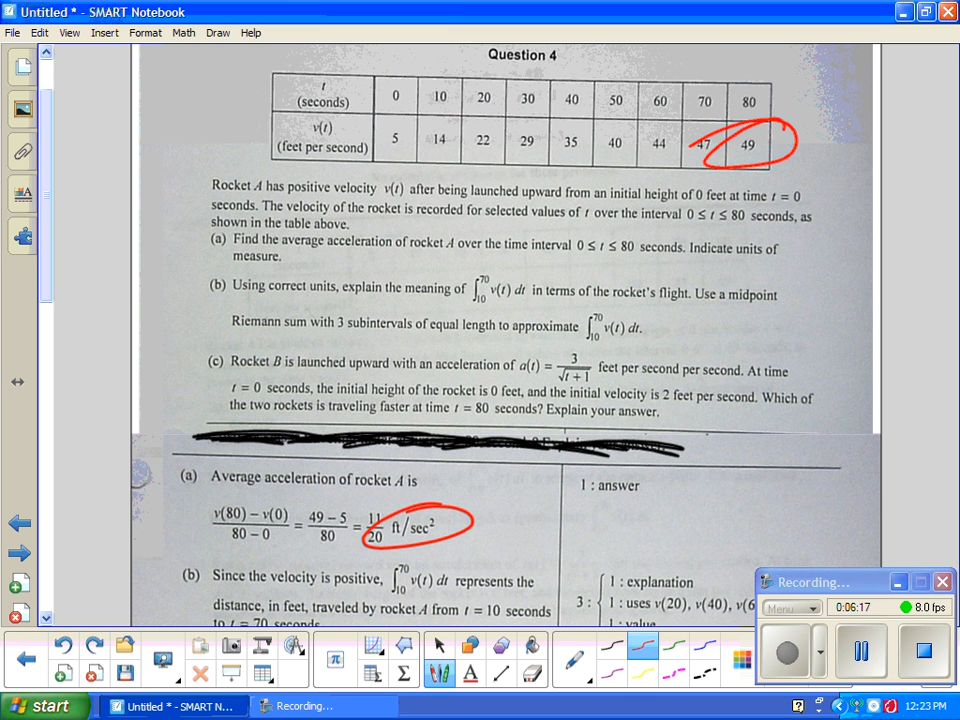 Untitled * - SMART Notebook
File Edit View Insert Format Math Draw Help
Question 4
t
(seconds) 0 10 20 30 40 50 60 70 80
v(t)
(feet per second) 5 14 22 29 35 40 44 47 49
Rocket A has positive velocity v(t) after being launched upward from an initial height of 0 feet at time t = 0
seconds. The velocity of the rocket is recorded for selected values of t over the interval 0 ≤ t ≤ 80 seconds, as
shown in the table above.
(a) Find the average acceleration of rocket A over the time interval 0 ≤ t ≤ 80 seconds. Indicate units of
measure.
(b) Using correct units, explain the meaning of ∫₁₀⁷⁰ v(t) dt in terms of the rocket's flight. Use a midpoint
Riemann sum with 3 subintervals of equal length to approximate ∫₁₀⁷⁰ v(t) dt.
(c) Rocket B is launched upward with an acceleration of a(t) = 3/√(t + 1) feet per second per second. At time
t = 0 seconds, the initial height of the rocket is 0 feet, and the initial velocity is 2 feet per second. Which of
the two rockets is traveling faster at time t = 80 seconds? Explain your answer.
(a) Average acceleration of rocket A is
1 : answer
(v(80) − v(0))/(80 − 0) = (49 − 5)/80 = 11/20 ft/sec²
(b) Since the velocity is positive, ∫₁₀⁷⁰ v(t) dt represents the
distance, in feet, traveled by rocket A from t = 10 seconds
to t = 70 seconds
3 : { 1 : explanation
1 : uses v(20), v(40), v(6
1 : value
Recording...
Menu
0:06:17
8.0 fps
start
Untitled * - SMART N...
Recording...
12:23 PM